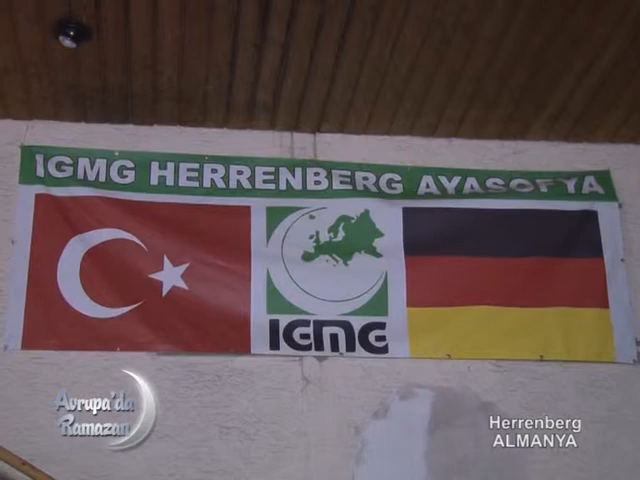 IGMG HERRENBERG AYASOFYA
IGMG
Avrupa'da
Ramazan
Herrenberg
ALMANYA